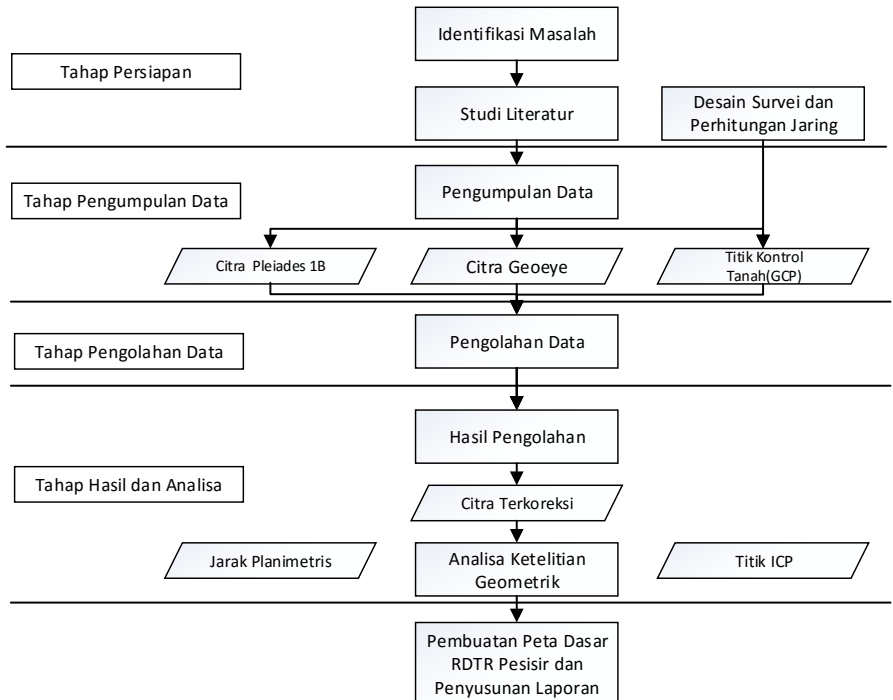 Identifikasi Masalah
Tahap Persiapan
Studi Literatur
Desain Survei dan
Perhitungan Jaring
Tahap Pengumpulan Data
Pengumpulan Data
Citra Pleiades 1B
Citra Geoeye
Titik Kontrol
Tanah(GCP)
Tahap Pengolahan Data
Pengolahan Data
Hasil Pengolahan
Tahap Hasil dan Analisa
Citra Terkoreksi
Jarak Planimetris
Analisa Ketelitian
Geometrik
Titik ICP
Pembuatan Peta Dasar
RDTR Pesisir dan
Penyusunan Laporan